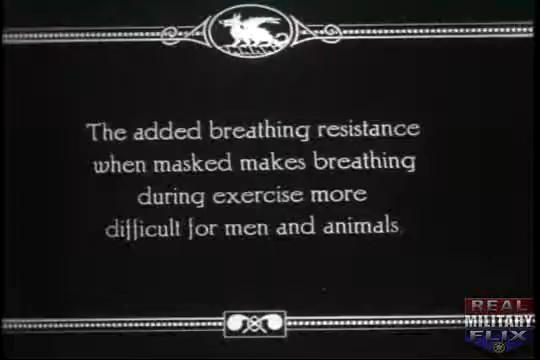 The added breathing resistance
when masked makes breathing
during exercise more
difficult for men and animals
REAL
MILITARY
FLIX